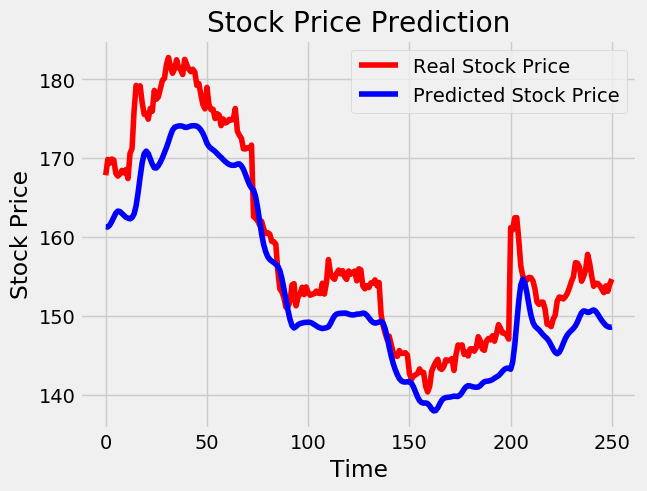 Stock Price Prediction
Real Stock Price
Predicted Stock Price
Stock Price
180
170
160
150
140
0 50 100 150 200 250
Time